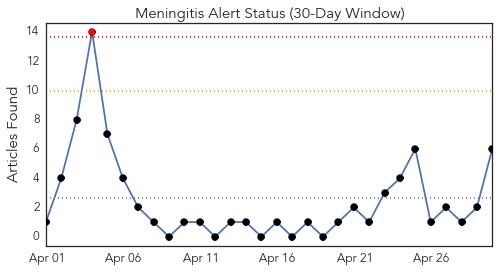 Meningitis Alert Status (30-Day Window)
Articles Found
14
12
10
8
6
4
2
0
Apr 01
Apr 06
Apr 11
Apr 16
Apr 21
Apr 26